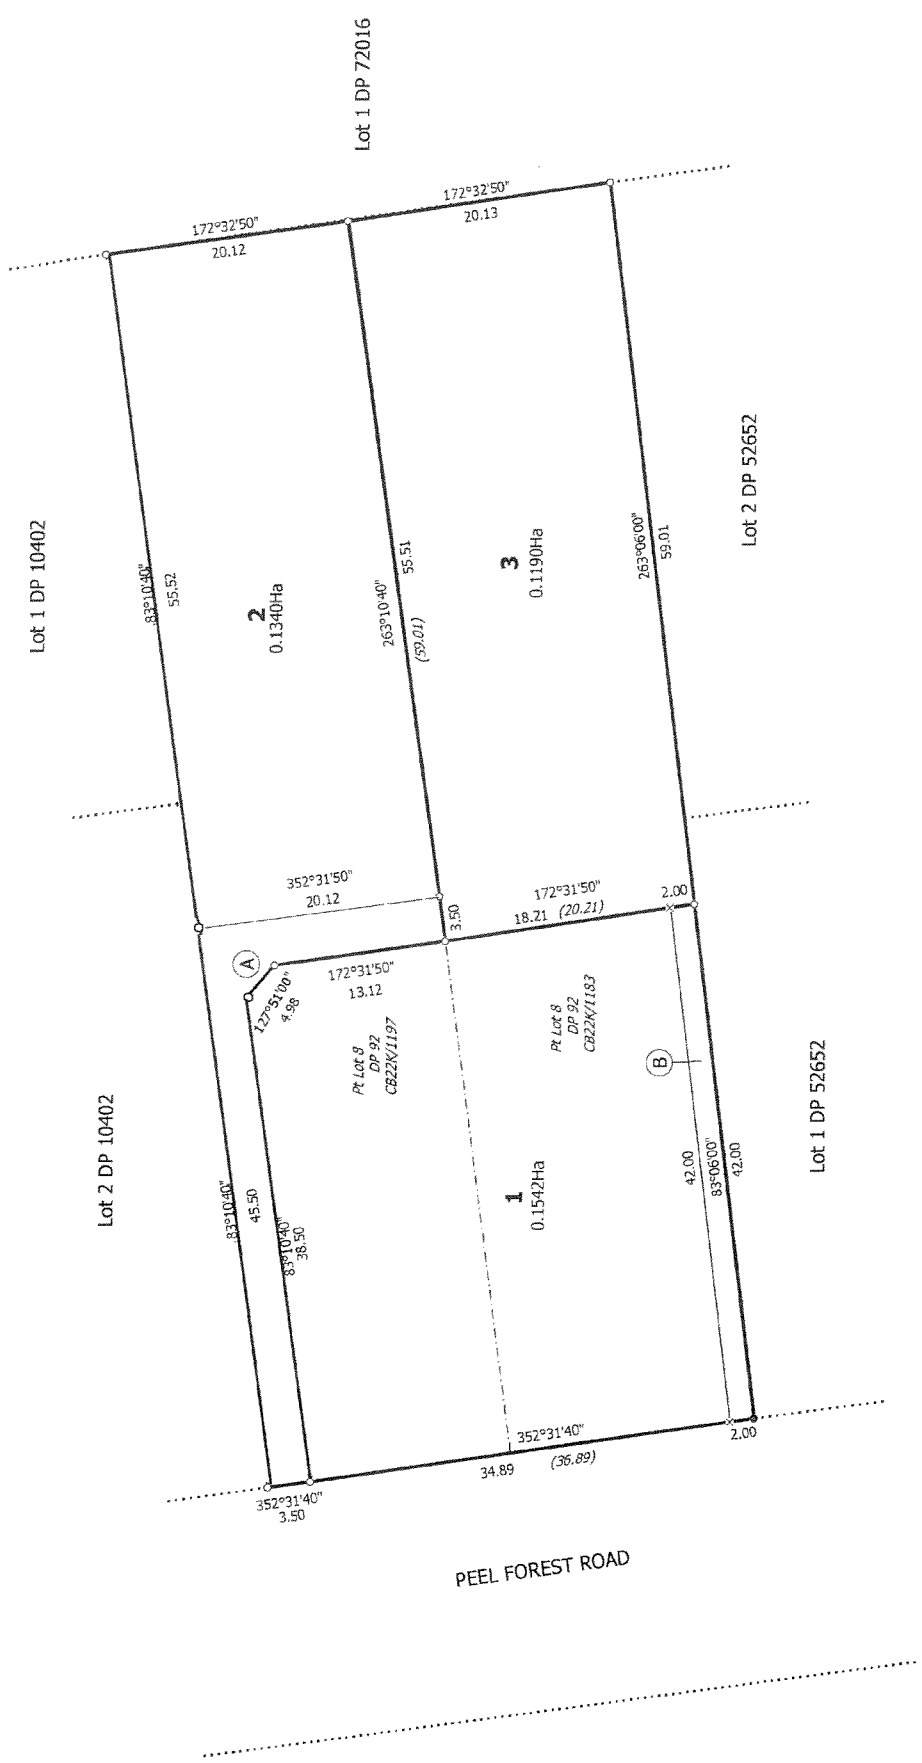 Lot 1 DP 72016
172°32'50"
20.13
172°32'50"
20.12
Lot 1 DP 10402
83°10'40"
55.52
2
0.1340Ha
263°10'40"
55.51
(59.01)
3
0.1190Ha
263°06'00"
59.01
Lot 2 DP 52652
352°31'50"
20.12
3.50
172°31'50"
18.21 (20.21)
2.00
A
127°51'00"
4.98
172°31'50"
13.12
Pt Lot 8
DP 92
CB22K/1197
Pt Lot 8
DP 92
CB22K/1183
B
Lot 2 DP 10402
83°10'40"
45.50
83°10'40"
38.50
1
0.1542Ha
42.00
83°06'00"
42.00
Lot 1 DP 52652
352°31'40"
3.50
352°31'40"
34.89
(36.89)
2.00
PEEL FOREST ROAD